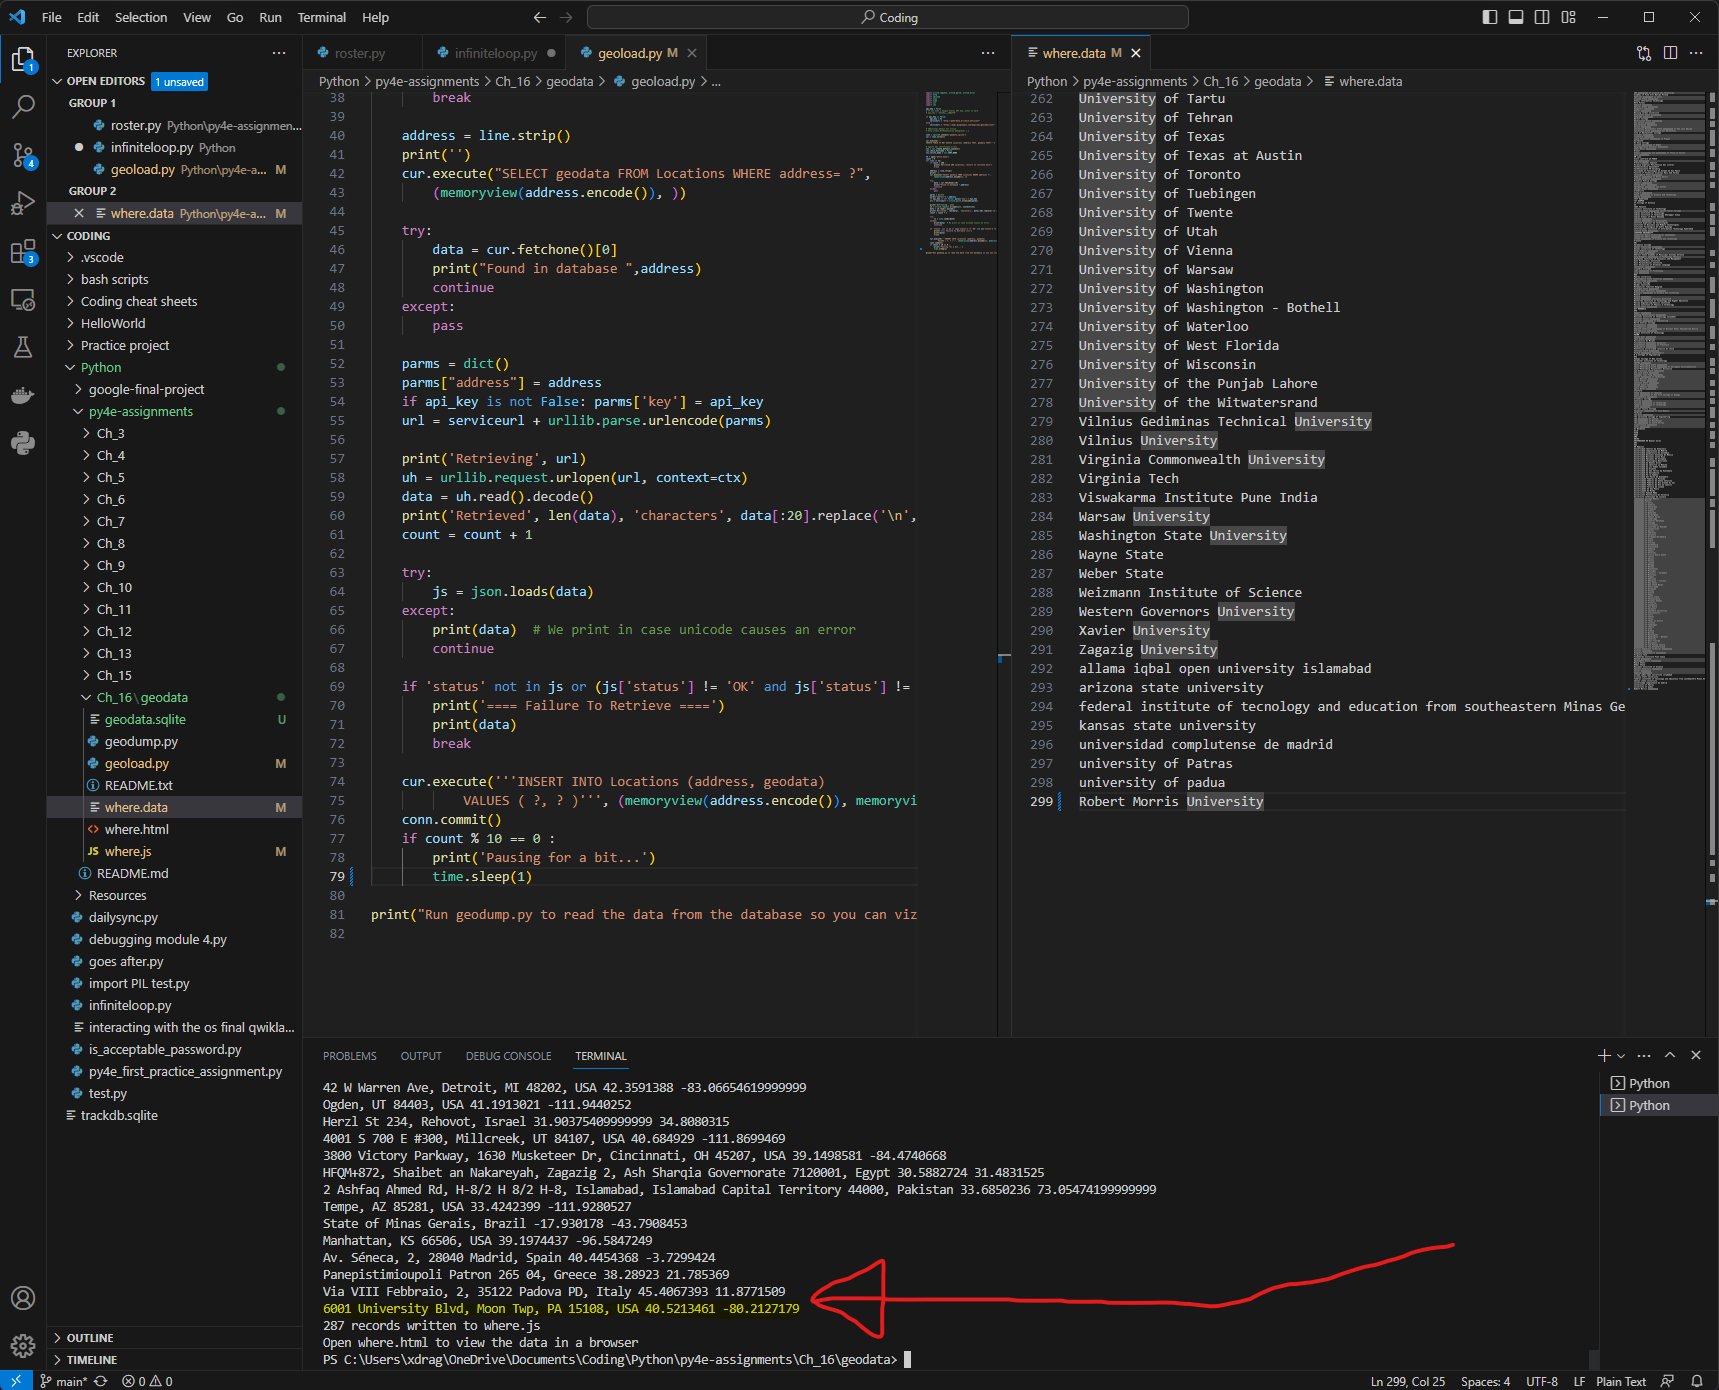 File Edit Selection View Go Run Terminal Help
Coding
EXPLORER
OPEN EDITORS 1 unsaved
GROUP 1
roster.py Python\py4e-assignmen...
infiniteloop.py Python
geoload.py Python\py4e-a... M
GROUP 2
where.data Python\py4e-a... M
CODING
.vscode
bash scripts
Coding cheat sheets
HelloWorld
Practice project
Python
google-final-project
py4e-assignments
Ch_3
Ch_4
Ch_5
Ch_6
Ch_7
Ch_8
Ch_9
Ch_10
Ch_11
Ch_12
Ch_13
Ch_15
Ch_16\geodata
geodata.sqlite U
geodump.py
geoload.py M
README.txt
where.data M
where.html
JS where.js M
README.md
Resources
dailysync.py
debugging module 4.py
goes after.py
import PIL test.py
infiniteloop.py
interacting with the os final qwikla...
is_acceptable_password.py
py4e_first_practice_assignment.py
test.py
trackdb.sqlite
OUTLINE
TIMELINE
1
4
3
roster.py infiniteloop.py geoload.py M
Python > py4e-assignments > Ch_16 > geodata > geoload.py > ...
38 break
39
40 address = line.strip()
41 print('')
42 cur.execute("SELECT geodata FROM Locations WHERE address= ?",
43 (memoryview(address.encode()), ))
44
45 try:
46 data = cur.fetchone()[0]
47 print("Found in database ",address)
48 continue
49 except:
50 pass
51
52 parms = dict()
53 parms["address"] = address
54 if api_key is not False: parms['key'] = api_key
55 url = serviceurl + urllib.parse.urlencode(parms)
56
57 print('Retrieving', url)
58 uh = urllib.request.urlopen(url, context=ctx)
59 data = uh.read().decode()
60 print('Retrieved', len(data), 'characters', data[:20].replace('\n',
61 count = count + 1
62
63 try:
64 js = json.loads(data)
65 except:
66 print(data)  # We print in case unicode causes an error
67 continue
68
69 if 'status' not in js or (js['status'] != 'OK' and js['status'] !=
70 print('==== Failure To Retrieve ====')
71 print(data)
72 break
73
74 cur.execute('''INSERT INTO Locations (address, geodata)
75 VALUES ( ?, ? )''', (memoryview(address.encode()), memoryvi
76 conn.commit()
77 if count % 10 == 0 :
78 print('Pausing for a bit...')
79 time.sleep(1)
80
81 print("Run geodump.py to read the data from the database so you can viz
82
where.data M
Python > py4e-assignments > Ch_16 > geodata > where.data
262 University of Tartu
263 University of Tehran
264 University of Texas
265 University of Texas at Austin
266 University of Toronto
267 University of Tuebingen
268 University of Twente
269 University of Utah
270 University of Vienna
271 University of Warsaw
272 University of Washington
273 University of Washington - Bothell
274 University of Waterloo
275 University of West Florida
276 University of Wisconsin
277 University of the Punjab Lahore
278 University of the Witwatersrand
279 Vilnius Gediminas Technical University
280 Vilnius University
281 Virginia Commonwealth University
282 Virginia Tech
283 Viswakarma Institute Pune India
284 Warsaw University
285 Washington State University
286 Wayne State
287 Weber State
288 Weizmann Institute of Science
289 Western Governors University
290 Xavier University
291 Zagazig University
292 allama iqbal open university islamabad
293 arizona state university
294 federal institute of tecnology and education from southeastern Minas Ge
295 kansas state university
296 universidad complutense de madrid
297 university of Patras
298 university of padua
299 Robert Morris University
PROBLEMS OUTPUT DEBUG CONSOLE TERMINAL
42 W Warren Ave, Detroit, MI 48202, USA 42.3591388 -83.06654619999999
Ogden, UT 84403, USA 41.1913021 -111.9440252
Herzl St 234, Rehovot, Israel 31.90375409999999 34.8080315
4001 S 700 E #300, Millcreek, UT 84107, USA 40.684929 -111.8699469
3800 Victory Parkway, 1630 Musketeer Dr, Cincinnati, OH 45207, USA 39.1498581 -84.4740668
HFQM+872, Shaibet an Nakareyah, Zagazig 2, Ash Sharqia Governorate 7120001, Egypt 30.5882724 31.4831525
2 Ashfaq Ahmed Rd, H-8/2 H 8/2 H-8, Islamabad, Islamabad Capital Territory 44000, Pakistan 33.6850236 73.05474199999999
Tempe, AZ 85281, USA 33.4242399 -111.9280527
State of Minas Gerais, Brazil -17.930178 -43.7908453
Manhattan, KS 66506, USA 39.1974437 -96.5847249
Av. Séneca, 2, 28040 Madrid, Spain 40.4454368 -3.7299424
Panepistimioupoli Patron 265 04, Greece 38.28923 21.785369
Via VIII Febbraio, 2, 35122 Padova PD, Italy 45.4067393 11.8771509
6001 University Blvd, Moon Twp, PA 15108, USA 40.5213461 -80.2127179
287 records written to where.js
Open where.html to view the data in a browser
PS C:\Users\xdrag\OneDrive\Documents\Coding\Python\py4e-assignments\Ch_16\geodata>
Python
Python
main* 0 0
Ln 299, Col 25 Spaces: 4 UTF-8 LF Plain Text